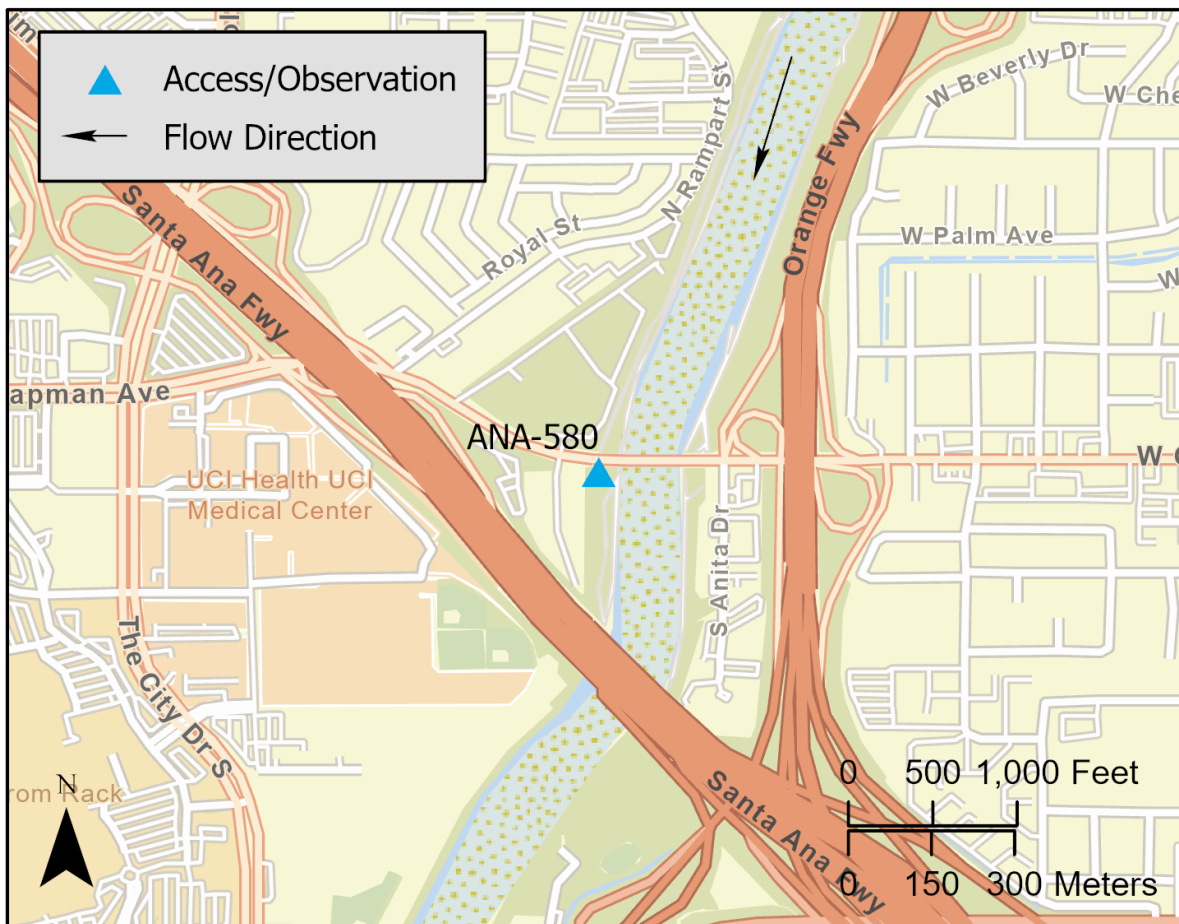 Access/Observation
Flow Direction
W Beverly Dr
W Che
N Rampart St
Orange Fwy
Santa Ana Fwy
Royal St
W Palm Ave
W
apman Ave
ANA-580
W C
UCI Health UCI
Medical Center
S Anita Dr
The City Dr S
rom Rack
N
Santa Ana Fwy
0 500 1,000 Feet
0 150 300 Meters